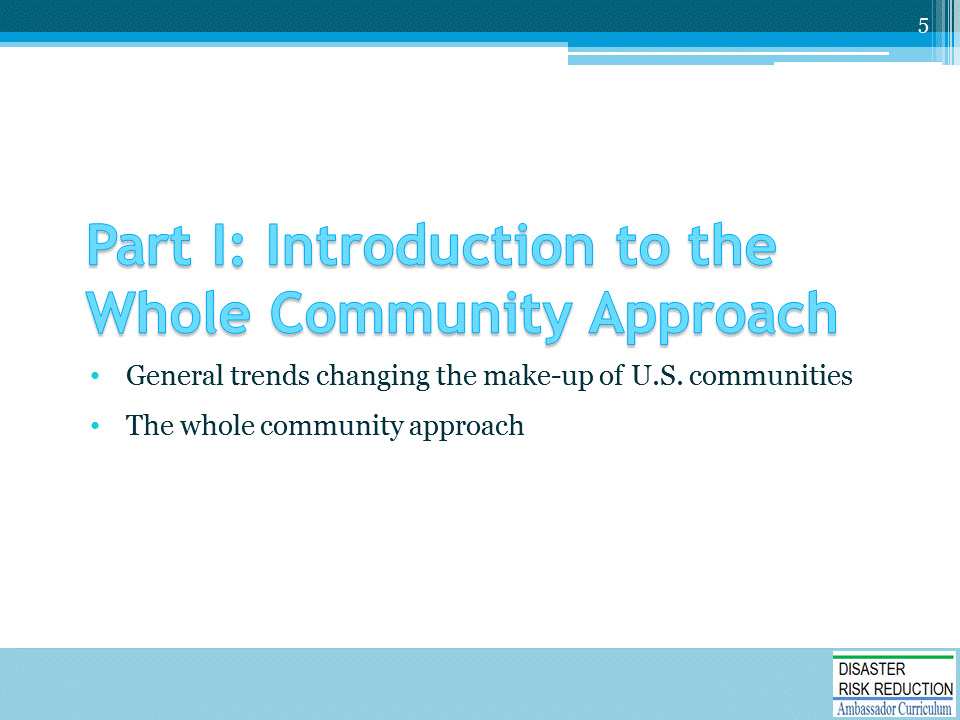 5
Part I: Introduction to the
Whole Community Approach
• General trends changing the make-up of U.S. communities
• The whole community approach
DISASTER
RISK REDUCTION
Ambassador Curriculum